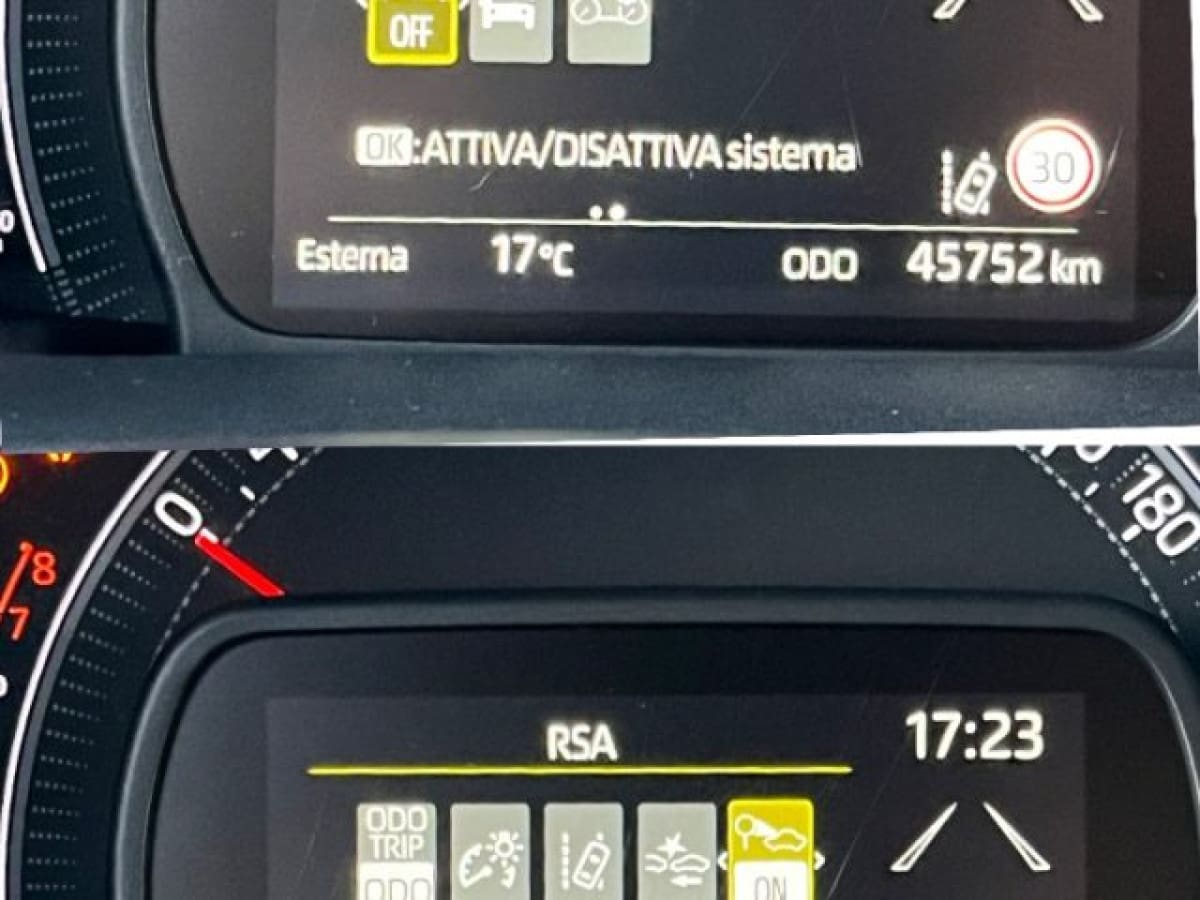 OFF
OK:ATTIVA/DISATTIVA sistema
30
Esterna 17°C ODO 45752 km
0
180
8
7
RSA 17:23
ODO
TRIP
ODO
ON